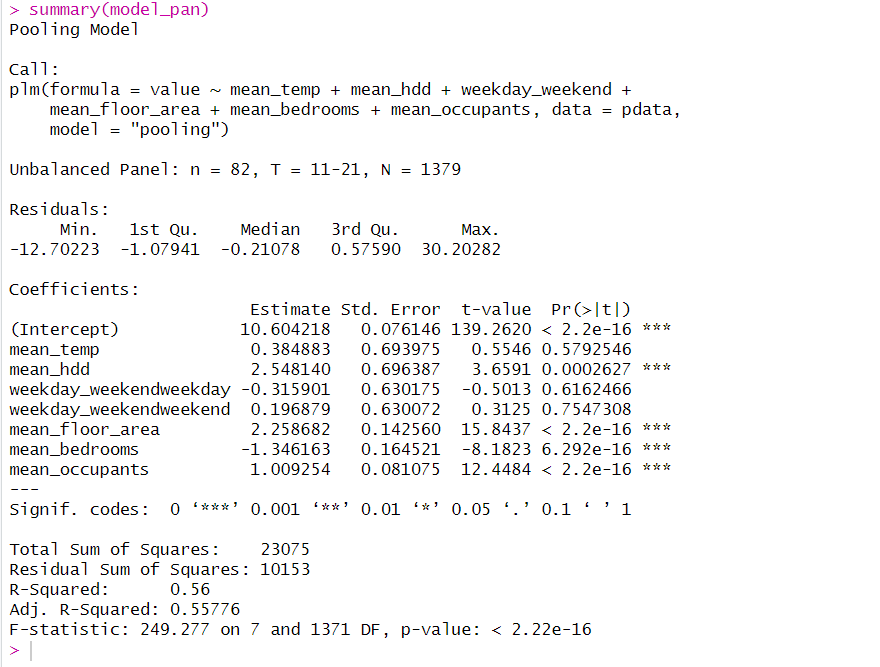 > summary(model_pan)
Pooling Model
Call:
plm(formula = value ~ mean_temp + mean_hdd + weekday_weekend +
    mean_floor_area + mean_bedrooms + mean_occupants, data = pdata,
    model = "pooling")
Unbalanced Panel: n = 82, T = 11-21, N = 1379
Residuals:
     Min.   1st Qu.    Median   3rd Qu.      Max.
-12.70223  -1.07941  -0.21078   0.57590  30.20282
Coefficients:
                        Estimate Std. Error  t-value  Pr(>|t|)
(Intercept)            10.604218   0.076146 139.2620 < 2.2e-16 ***
mean_temp               0.384883   0.693975   0.5546 0.5792546
mean_hdd                2.548140   0.696387   3.6591 0.0002627 ***
weekday_weekendweekday -0.315901   0.630175  -0.5013 0.6162466
weekday_weekendweekend  0.196879   0.630072   0.3125 0.7547308
mean_floor_area         2.258682   0.142560  15.8437 < 2.2e-16 ***
mean_bedrooms          -1.346163   0.164521  -8.1823 6.292e-16 ***
mean_occupants          1.009254   0.081075  12.4484 < 2.2e-16 ***
---
Signif. codes:  0 ‘***’ 0.001 ‘**’ 0.01 ‘*’ 0.05 ‘.’ 0.1 ‘ ’ 1
Total Sum of Squares:    23075
Residual Sum of Squares: 10153
R-Squared:      0.56
Adj. R-Squared: 0.55776
F-statistic: 249.277 on 7 and 1371 DF, p-value: < 2.22e-16
>